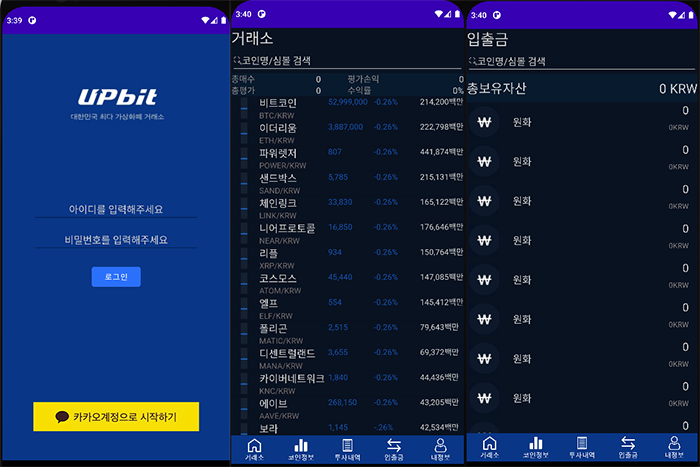 3:39
UPbit
대한민국 최다 가상화폐 거래소
아이디를 입력해주세요
비밀번호를 입력해주세요
로그인
카카오계정으로 시작하기
3:40
거래소
코인명/심볼 검색
총매수 0 평가손익 0
총평가 0 수익률 0%
비트코인 52,999,000 -0.26% 214,200백만
BTC/KRW
이더리움 3,887,000 -0.26% 222,798백만
ETH/KRW
파워렛저 807 -0.26% 441,874백만
POWER/KRW
샌드박스 5,785 -0.26% 215,131백만
SAND/KRW
체인링크 33,830 -0.26% 165,122백만
LINK/KRW
니어프로토콜 16,850 -0.26% 176,646백만
NEAR/KRW
리플 934 -0.26% 150,764백만
XRP/KRW
코스모스 45,440 -0.26% 147,085백만
ATOM/KRW
엘프 554 -0.26% 145,412백만
ELF/KRW
폴리곤 2,515 -0.26% 79,643백만
MATIC/KRW
디센트럴랜드 3,655 -0.26% 69,372백만
MANA/KRW
카이버네트워크 1,840 -0.26% 44,436백만
KNC/KRW
에이브 268,150 -0.26% 43,205백만
AAVE/KRW
보라 1,145 -.26% 42,534백만
거래소 코인정보 투자내역 입출금 내정보
3:40
입출금
코인명/심볼 검색
총보유자산 0 KRW
₩ 원화 0
0KRW
₩ 원화 0
0KRW
₩ 원화 0
0KRW
₩ 원화 0
0KRW
₩ 원화 0
0KRW
₩ 원화 0
0KRW
₩ 원화 0
0KRW
₩ 원화 0
0KRW
₩ 원화 0
거래소 코인정보 투자내역 입출금 내정보